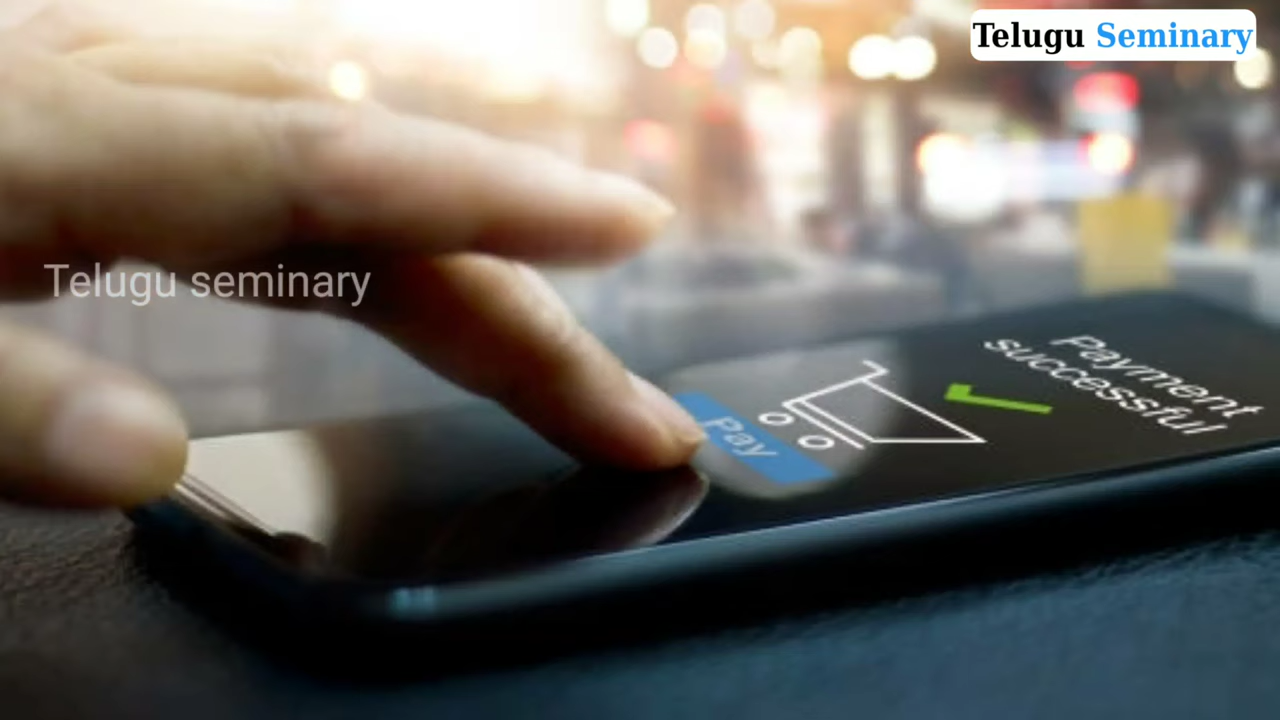 Telugu Seminary
Telugu seminary
Payment
successful
Pay